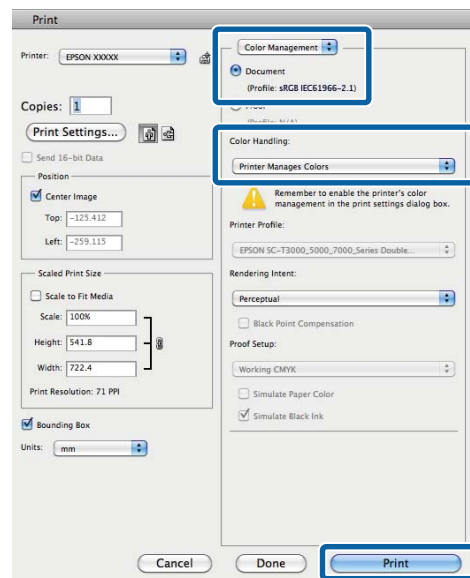 Print
Printer: EPSON XXXXX
Copies: 1
Print Settings...
Send 16-bit Data
Position
Center Image
Top: -125.412
Left: -259.115
Scaled Print Size
Scale to Fit Media
Scale: 100%
Height: 541.8
Width: 722.4
Print Resolution: 71 PPI
Bounding Box
Units: mm
Color Management
Document
(Profile: sRGB IEC61966-2.1)
Color Handling:
Printer Manages Colors
Remember to enable the printer's color
management in the print settings dialog box.
Printer Profile:
EPSON SC-T3000_5000_7000_Series Double...
Rendering Intent:
Perceptual
Black Point Compensation
Proof Setup:
Working CMYK
Simulate Paper Color
Simulate Black Ink
Cancel
Done
Print